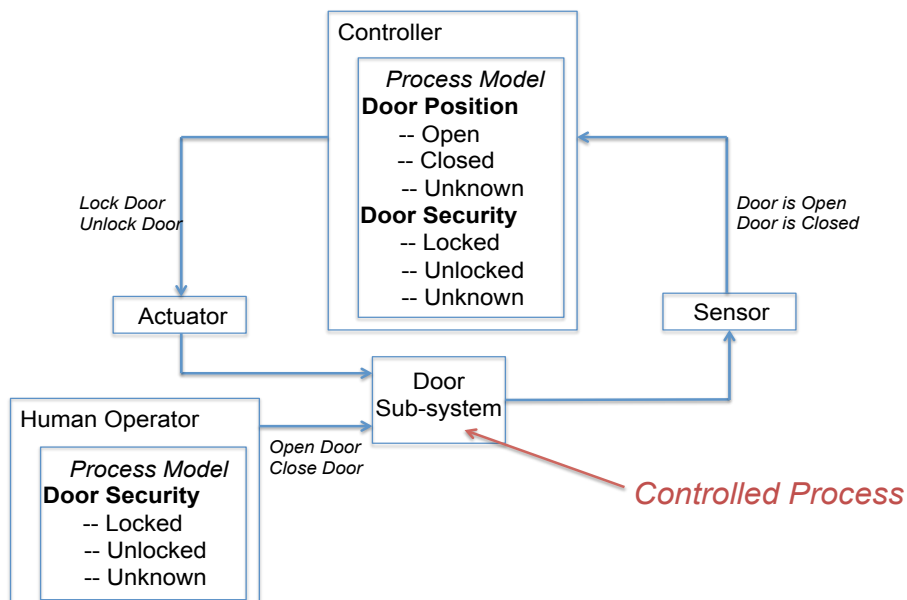 Controller
Process Model
Door Position
-- Open
-- Closed
-- Unknown
Door Security
-- Locked
-- Unlocked
-- Unknown
Lock Door
Unlock Door
Door is Open
Door is Closed
Actuator
Sensor
Door
Sub-system
Human Operator
Process Model
Door Security
-- Locked
-- Unlocked
-- Unknown
Open Door
Close Door
Controlled Process